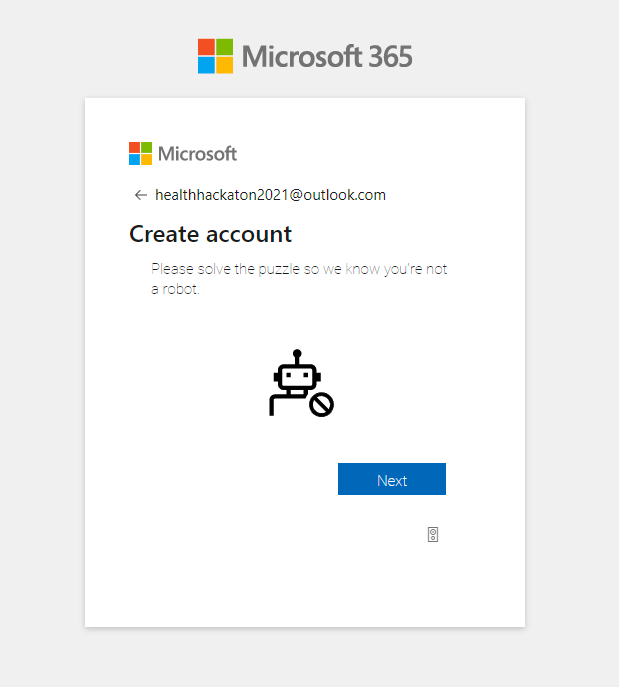 Microsoft 365
Microsoft
healthhackaton2021@outlook.com
Create account
Please solve the puzzle so we know you're not
a robot.
Next